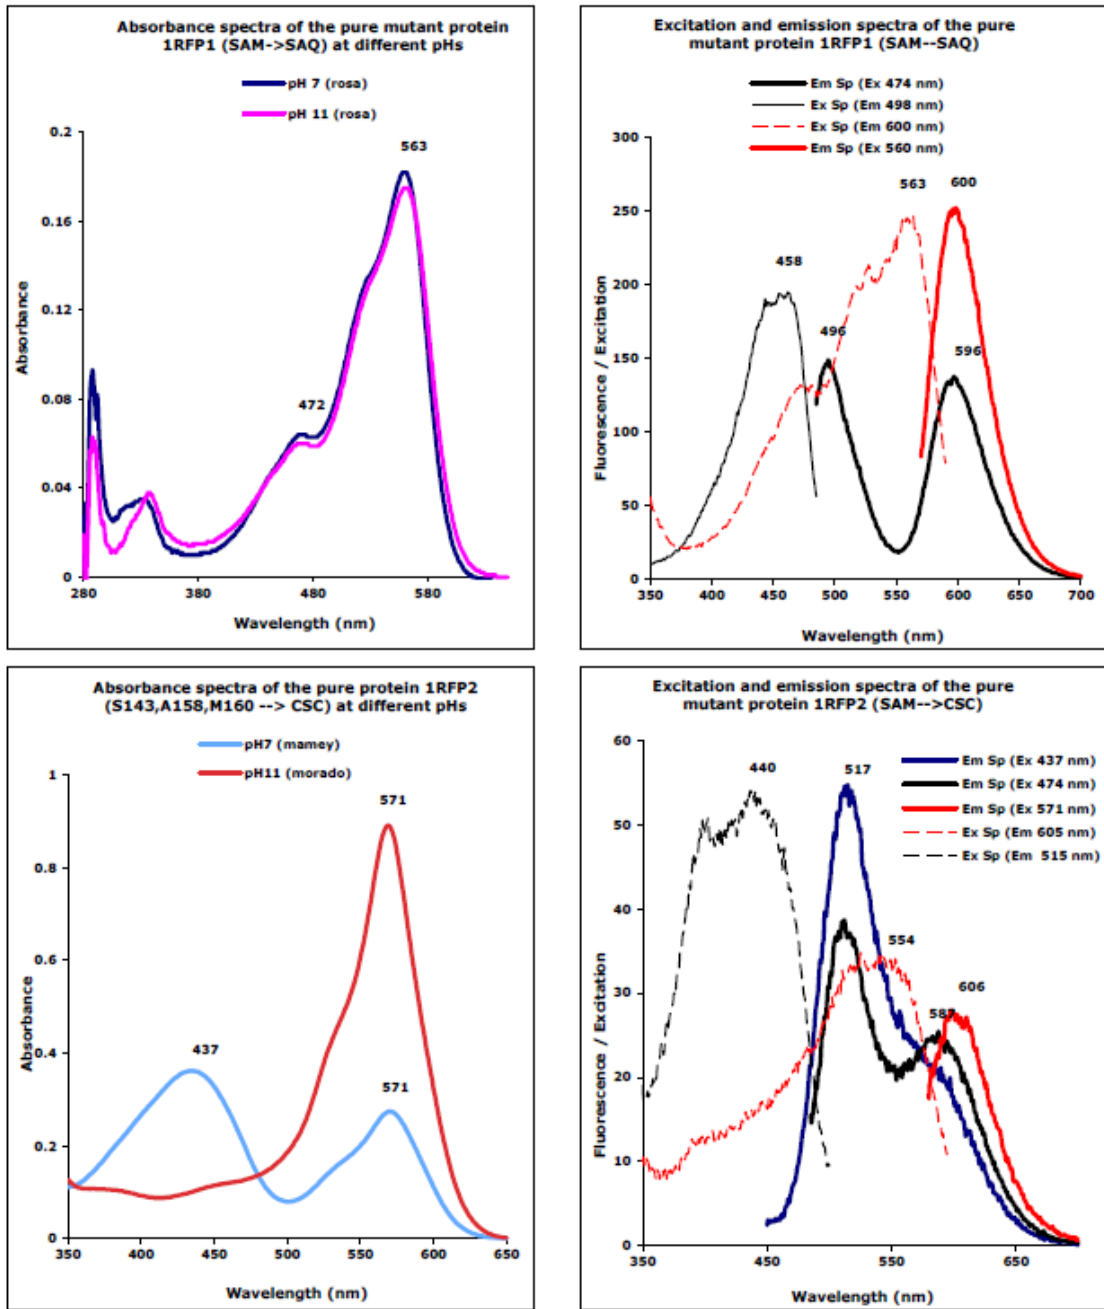 Absorbance spectra of the pure mutant protein
1RFP1 (SAM->SAQ) at different pHs
pH 7 (rosa)
pH 11 (rosa)
0.2
0.16
0.12
0.08
0.04
0
Absorbance
563
472
280
380
480
580
Wavelength (nm)
Excitation and emission spectra of the pure
mutant protein 1RFP1 (SAM--SAQ)
Em Sp (Ex 474 nm)
Ex Sp (Em 498 nm)
Ex Sp (Em 600 nm)
Em Sp (Ex 560 nm)
300
250
200
150
100
50
0
Fluorescence / Excitation
563
600
458
496
596
350
400
450
500
550
600
650
700
Wavelength (nm)
Absorbance spectra of the pure protein 1RFP2
(S143,A158,M160 --> CSC) at different pHs
pH7 (mamey)
pH11 (morado)
1
0.8
0.6
0.4
0.2
0
Absorbance
571
437
571
350
400
450
500
550
600
650
Wavelength (nm)
Excitation and emission spectra of the pure
mutant protein 1RFP2 (SAM-->CSC)
Em Sp (Ex 437 nm)
Em Sp (Ex 474 nm)
Em Sp (Ex 571 nm)
Ex Sp (Em 605 nm)
Ex Sp (Em 515 nm)
60
50
40
30
20
10
0
Fluorescence / Excitation
440
517
554
587
606
350
450
550
650
Wavelength (nm)